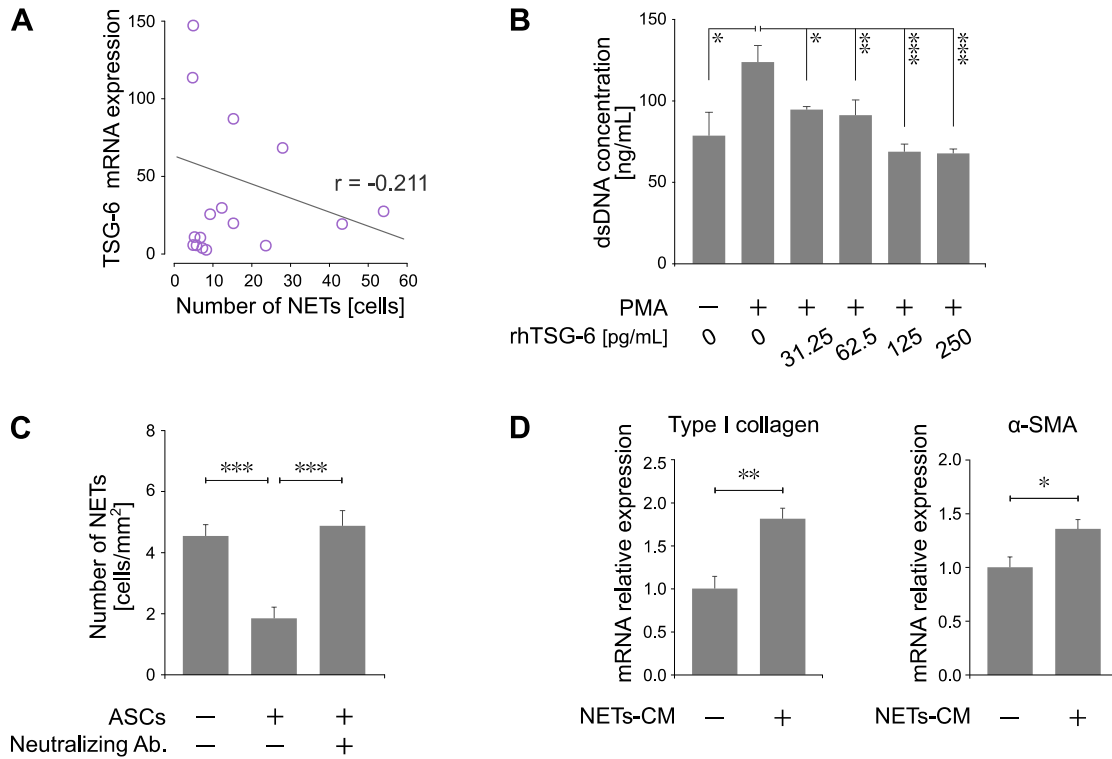 A
TSG-6 mRNA expression
150
100
50
0
r = -0.211
0 10 20 30 40 50 60
Number of NETs [cells]
B
dsDNA concentration
[ng/mL]
150
100
50
0
* * ** *** ***
PMA — + + + + +
rhTSG-6 [pg/mL] 0 0 31.25 62.5 125 250
C
Number of NETs
[cells/mm²]
8
6
4
2
0
*** ***
ASCs — + +
Neutralizing Ab. — — +
D
Type I collagen
mRNA relative expression
2.5
2.0
1.5
1.0
0.5
0.0
**
NETs-CM — +
α-SMA
mRNA relative expression
2.0
1.5
1.0
0.5
0.0
*
NETs-CM — +